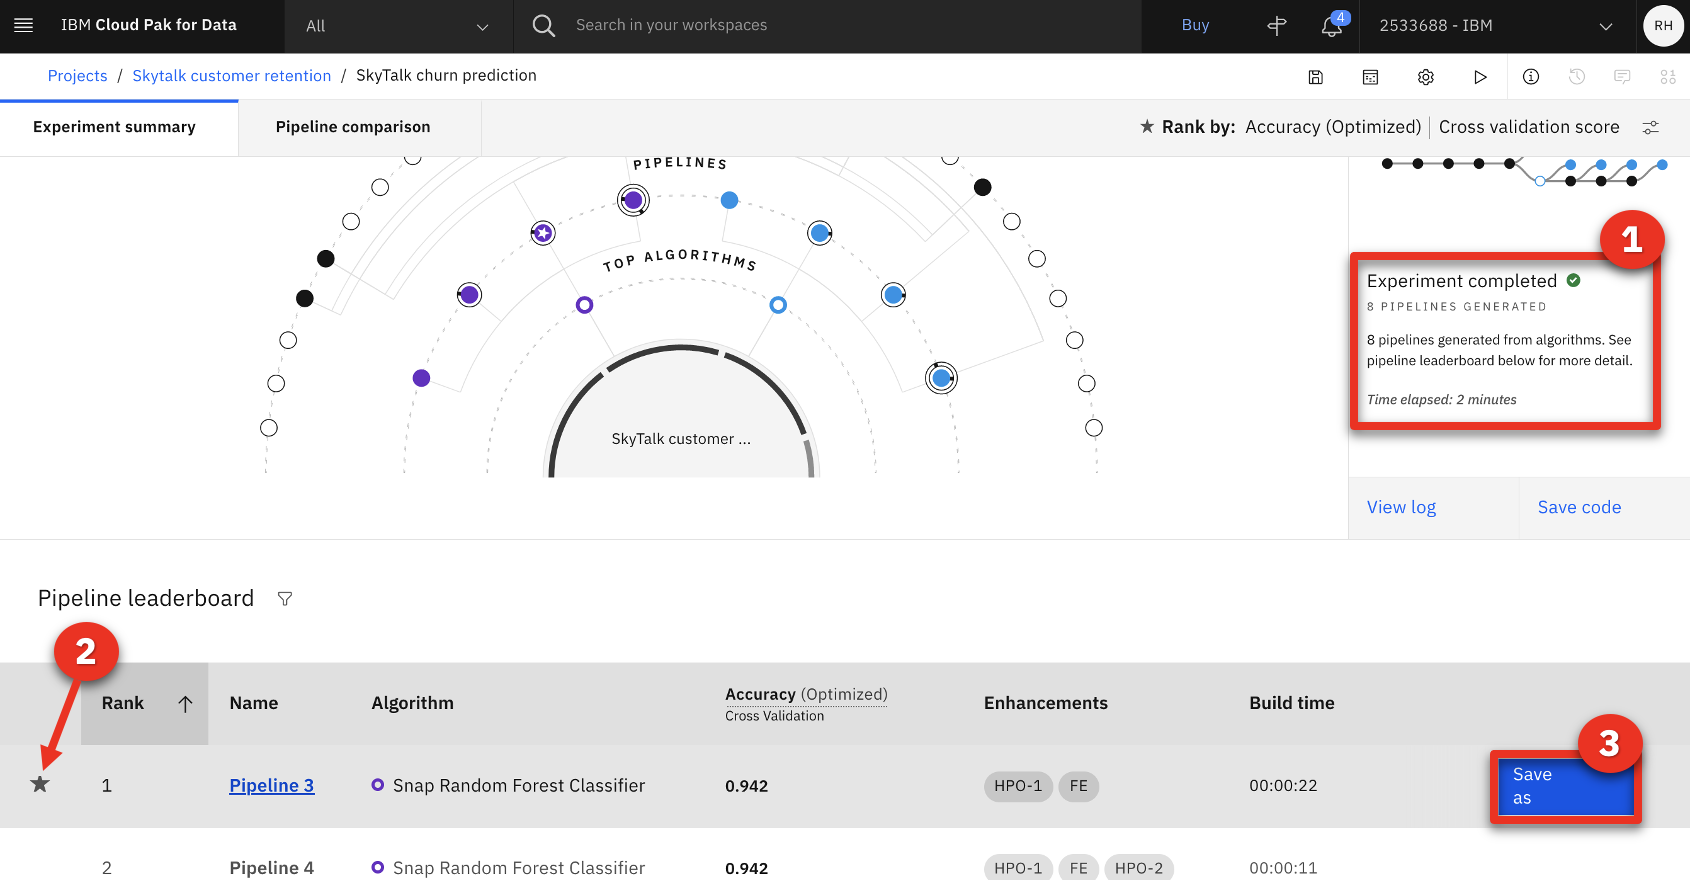 IBM Cloud Pak for Data
All
Search in your workspaces
Buy
4
2533688 - IBM
RH
Projects / Skytalk customer retention / SkyTalk churn prediction
Experiment summary
Pipeline comparison
Rank by: Accuracy (Optimized) | Cross validation score
PIPELINES
TOP ALGORITHMS
SkyTalk customer ...
1
Experiment completed
8 PIPELINES GENERATED
8 pipelines generated from algorithms. See
pipeline leaderboard below for more detail.
Time elapsed: 2 minutes
View log
Save code
Pipeline leaderboard
2
Rank
Name
Algorithm
Accuracy (Optimized)
Cross Validation
Enhancements
Build time
3
1 Pipeline 3 Snap Random Forest Classifier 0.942 HPO-1 FE 00:00:22
Save
as
2 Pipeline 4 Snap Random Forest Classifier 0.942 HPO-1 FE HPO-2 00:00:11